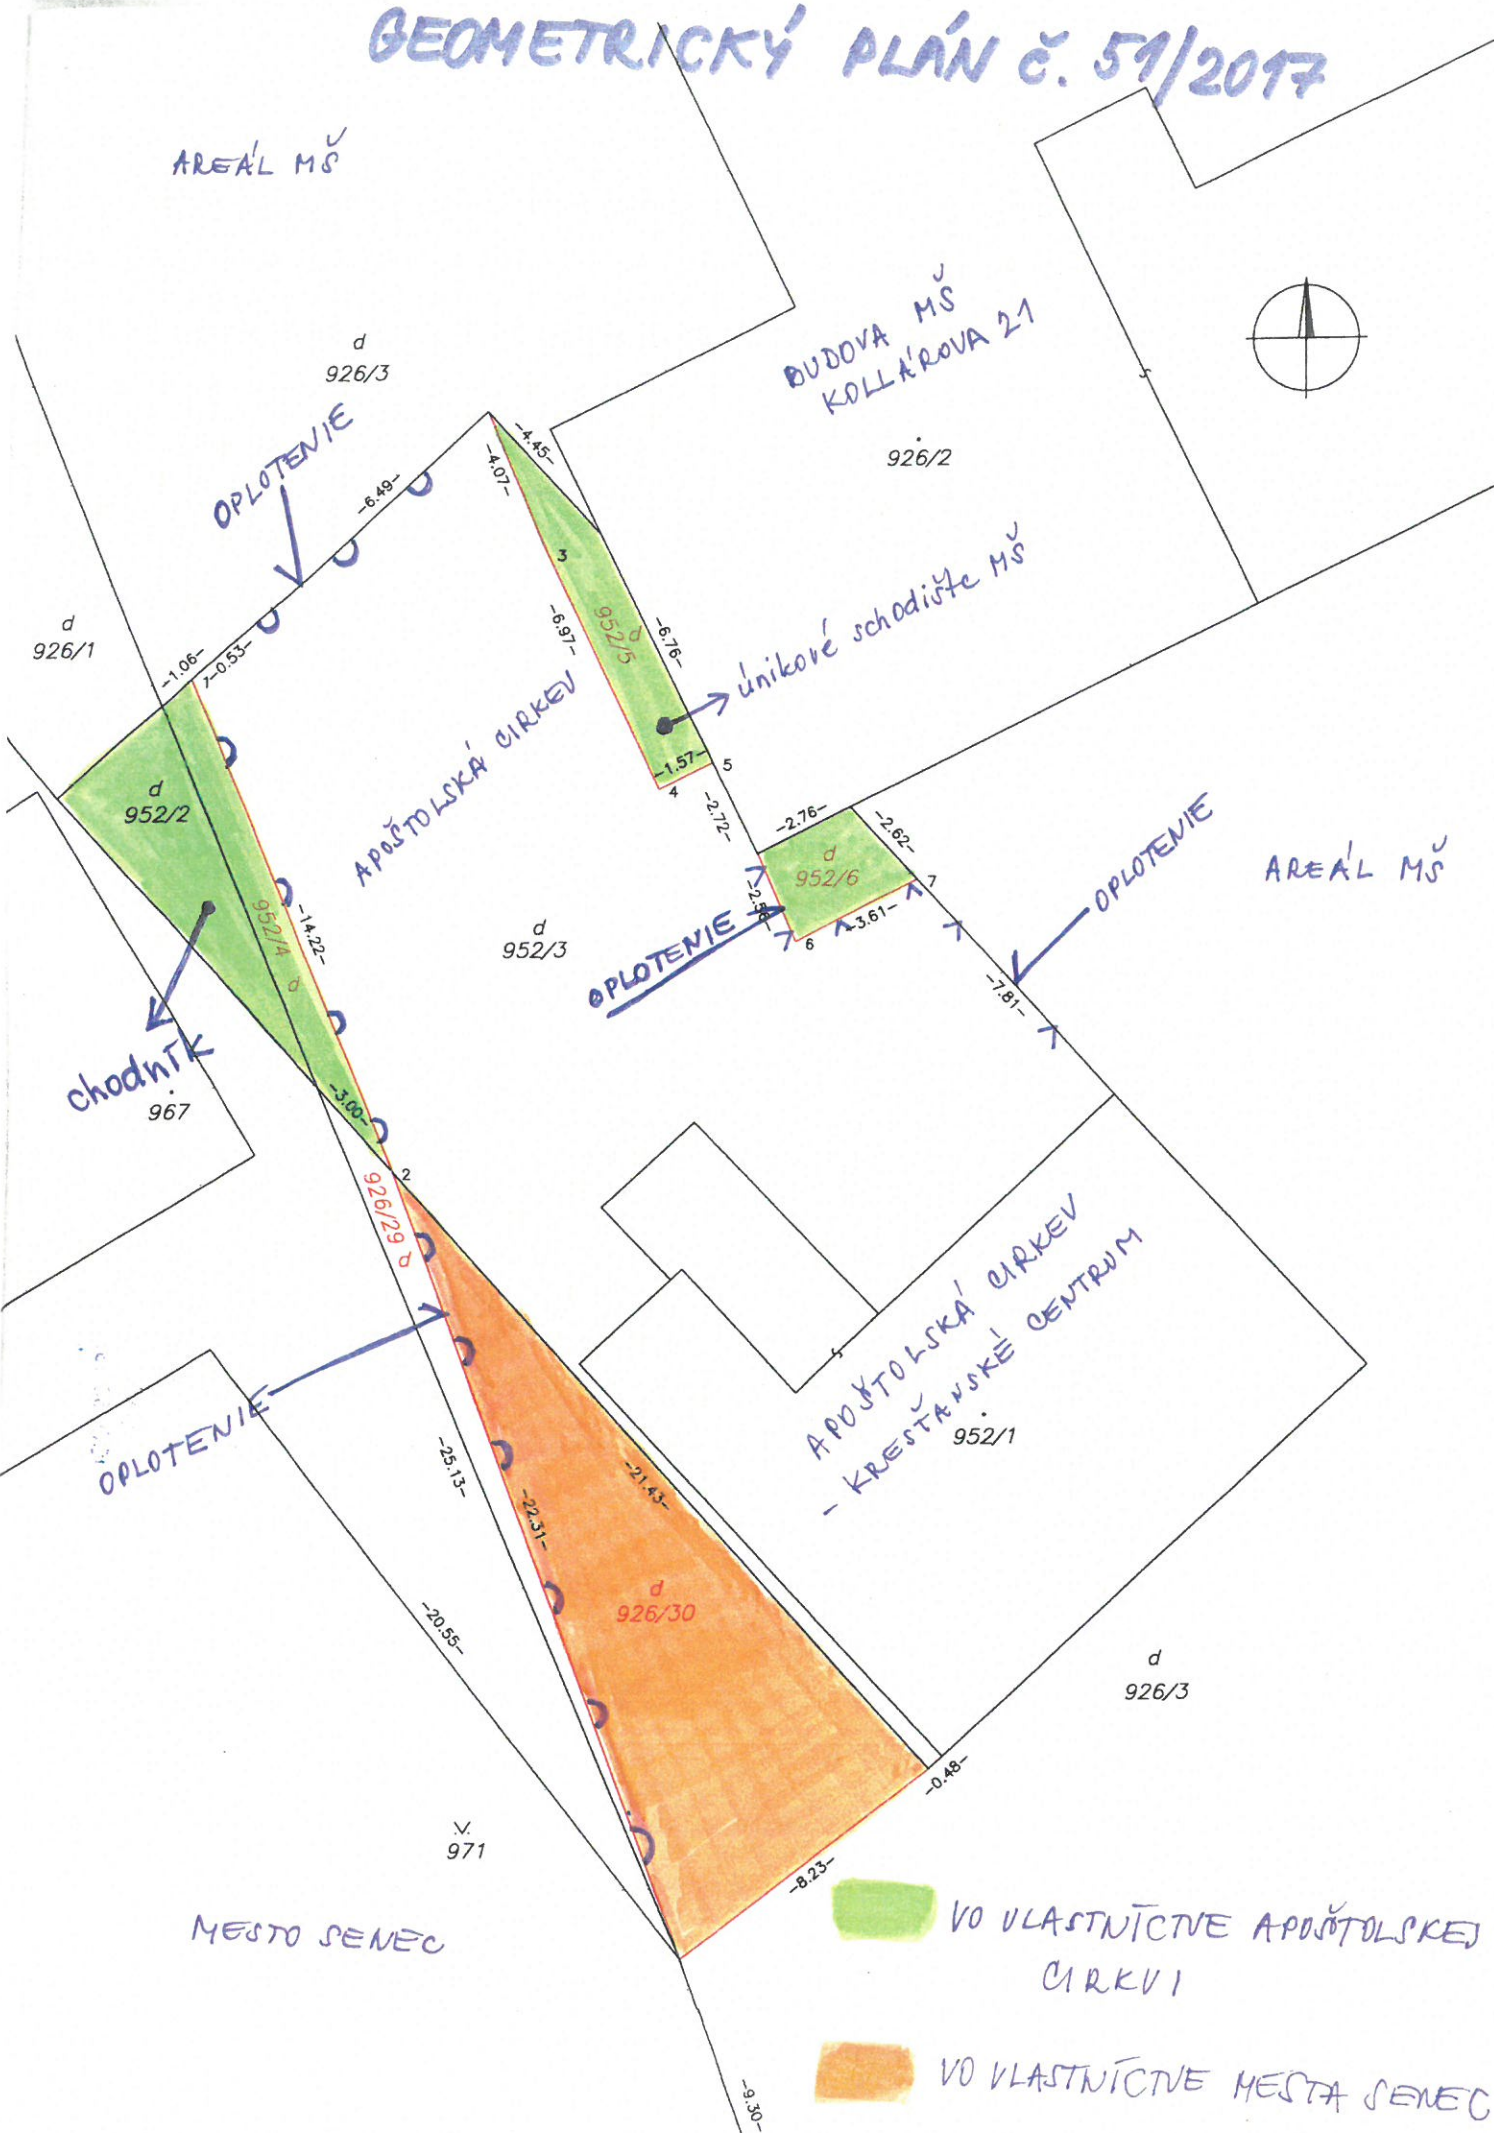 GEOMETRICKÝ PLÁN č. 51/2017
AREÁL MŠ
d
926/3
BUDOVA MŠ
KOLLÁROVA 21
926/2
OPLOTENIE
-6.49-
-4.45-
-4.07-
3
d
952/5
-6.97-
-6.76-
únikové schodište MŠ
d
926/1
-1.06-
-0.53-
APOŠTOLSKÁ CIRKEV
-1.57-
5
4
-2.72-
d
952/2
-2.76-
-2.62-
d
952/6
7
-2.56-
-3.61-
6
OPLOTENIE
AREÁL MŠ
952/4
d
-14.22-
d
952/3
OPLOTENIE
-7.81-
chodník
967
-3.00-
2
926/29
d
OPLOTENIE
APOŠTOLSKÁ CIRKEV
- KRESŤANSKÉ CENTRUM
952/1
-25.13-
-22.31-
-21.43-
d
926/30
-20.55-
d
926/3
-0.48-
v.
971
-8.23-
MESTO SENEC
VO VLASTNÍCTVE APOŠTOLSKEJ
CIRKVI
VO VLASTNÍCTVE MESTA SENEC
-9.30-